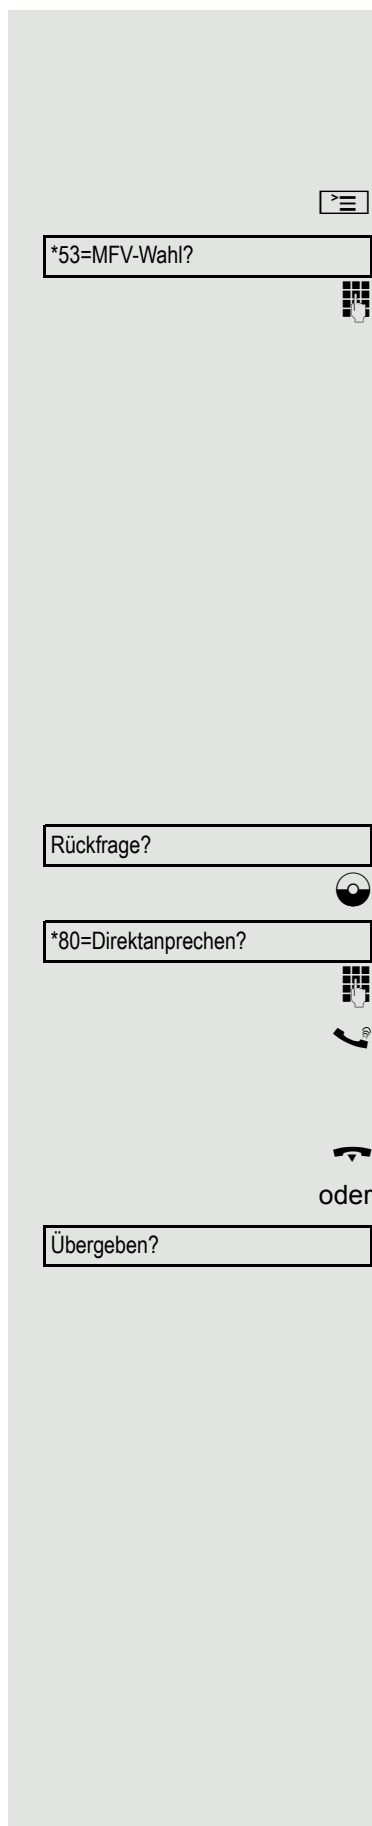 *53=MFV-Wahl?
Rückfrage?
*80=Direktanprechen?
oder
Übergeben?